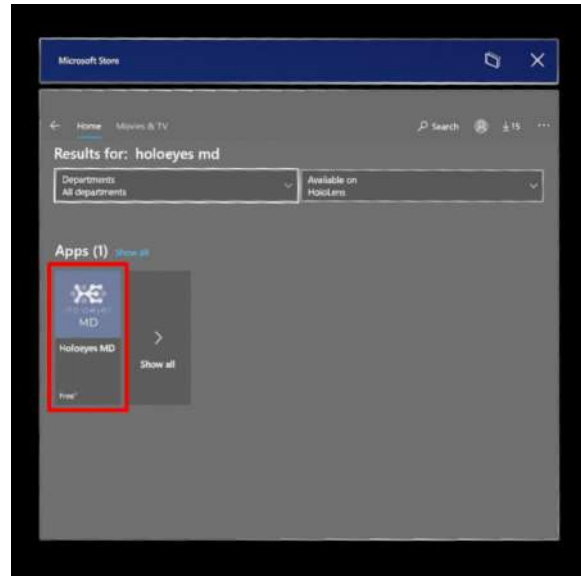 Microsoft Store
Home Movies & TV
Search 15
Results for: holoeyes md
Departments
All departments
Available on
HoloLens
Apps (1) Show all
MD
Holoeyes MD
Free*
Show all